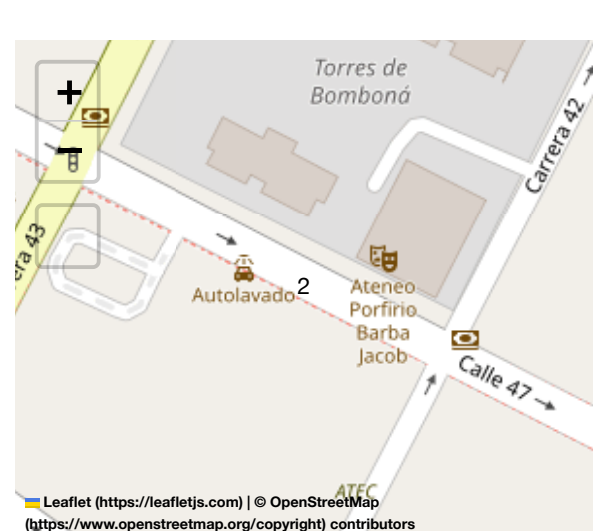 Torres de
Bomboná
+
−
Carrera 42
era 43
Autolavado
2
Ateneo
Porfirio
Barba
Jacob
Calle 47
ATEC
Leaflet (https://leafletjs.com) | © OpenStreetMap
(https://www.openstreetmap.org/copyright) contributors